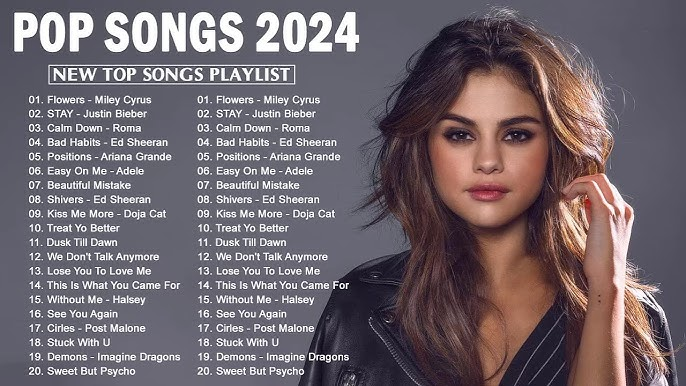 POP SONGS 2024
NEW TOP SONGS PLAYLIST
01. Flowers - Miley Cyrus
02. STAY - Justin Bieber
03. Calm Down - Roma
04. Bad Habits - Ed Sheeran
05. Positions - Ariana Grande
06. Easy On Me - Adele
07. Beautiful Mistake
08. Shivers - Ed Sheeran
09. Kiss Me More - Doja Cat
10. Treat Yo Better
11. Dusk Till Dawn
12. We Don't Talk Anymore
13. Lose You To Love Me
14. This Is What You Came For
15. Without Me - Halsey
16. See You Again
17. Cirles - Post Malone
18. Stuck With U
19. Demons - Imagine Dragons
20. Sweet But Psycho
01. Flowers - Miley Cyrus
02. STAY - Justin Bieber
03. Calm Down - Roma
04. Bad Habits - Ed Sheeran
05. Positions - Ariana Grande
06. Easy On Me - Adele
07. Beautiful Mistake
08. Shivers - Ed Sheeran
09. Kiss Me More - Doja Cat
10. Treat Yo Better
11. Dusk Till Dawn
12. We Don't Talk Anymore
13. Lose You To Love Me
14. This Is What You Came For
15. Without Me - Halsey
16. See You Again
17. Cirles - Post Malone
18. Stuck With U
19. Demons - Imagine Dragons
20. Sweet But Psycho